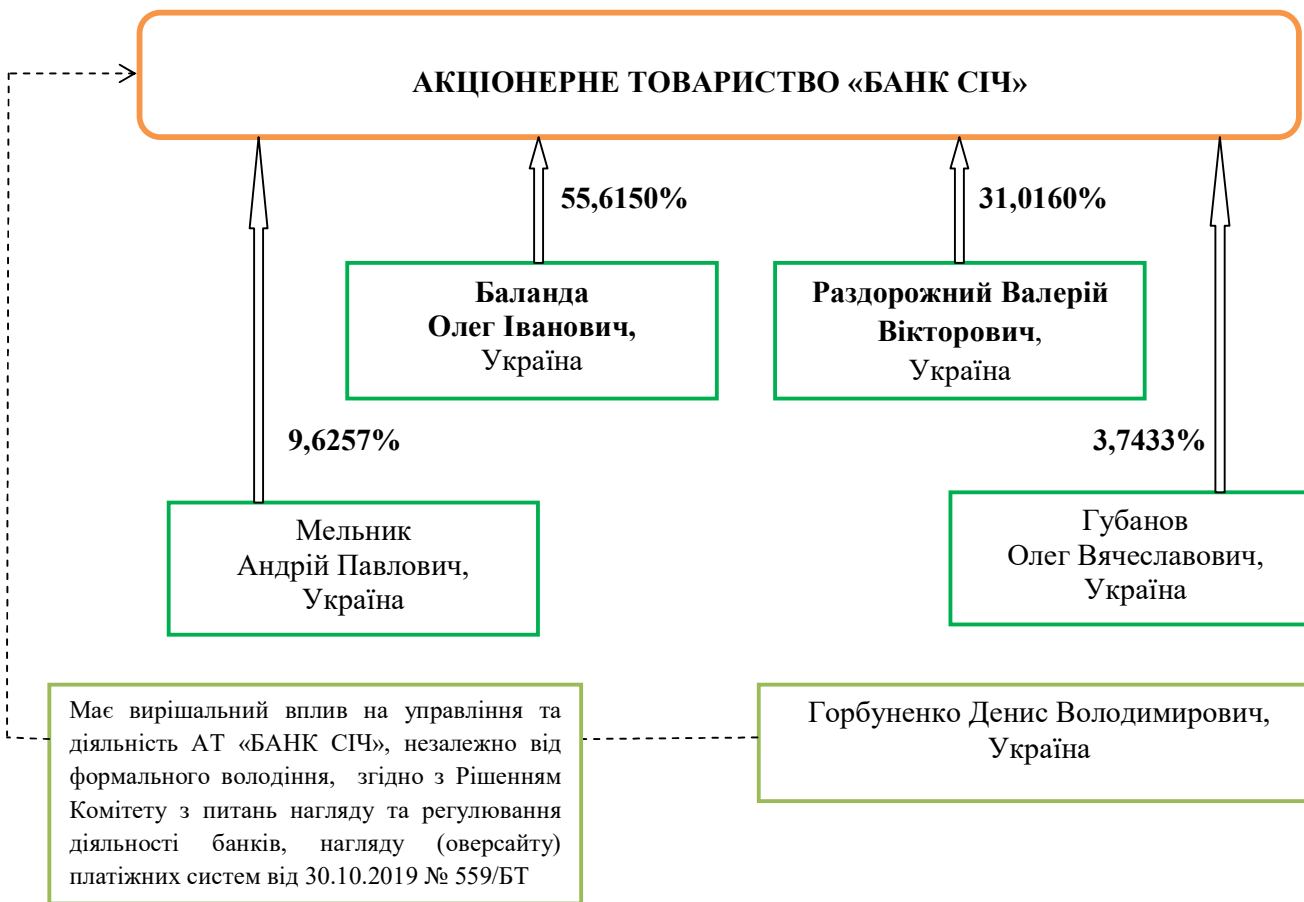 АКЦІОНЕРНЕ ТОВАРИСТВО «БАНК СІЧ»
55,6150%
31,0160%
Баланда
Олег Іванович,
Україна
Раздорожний Валерій
Вікторович,
Україна
9,6257%
3,7433%
Мельник
Андрій Павлович,
Україна
Губанов
Олег Вячеславович,
Україна
Має вирішальний вплив на управління та
діяльність АТ «БАНК СІЧ», незалежно від
формального володіння, згідно з Рішенням
Комітету з питань нагляду та регулювання
діяльності банків, нагляду (оверсайту)
платіжних систем від 30.10.2019 № 559/БТ
Горбуненко Денис Володимирович,
Україна